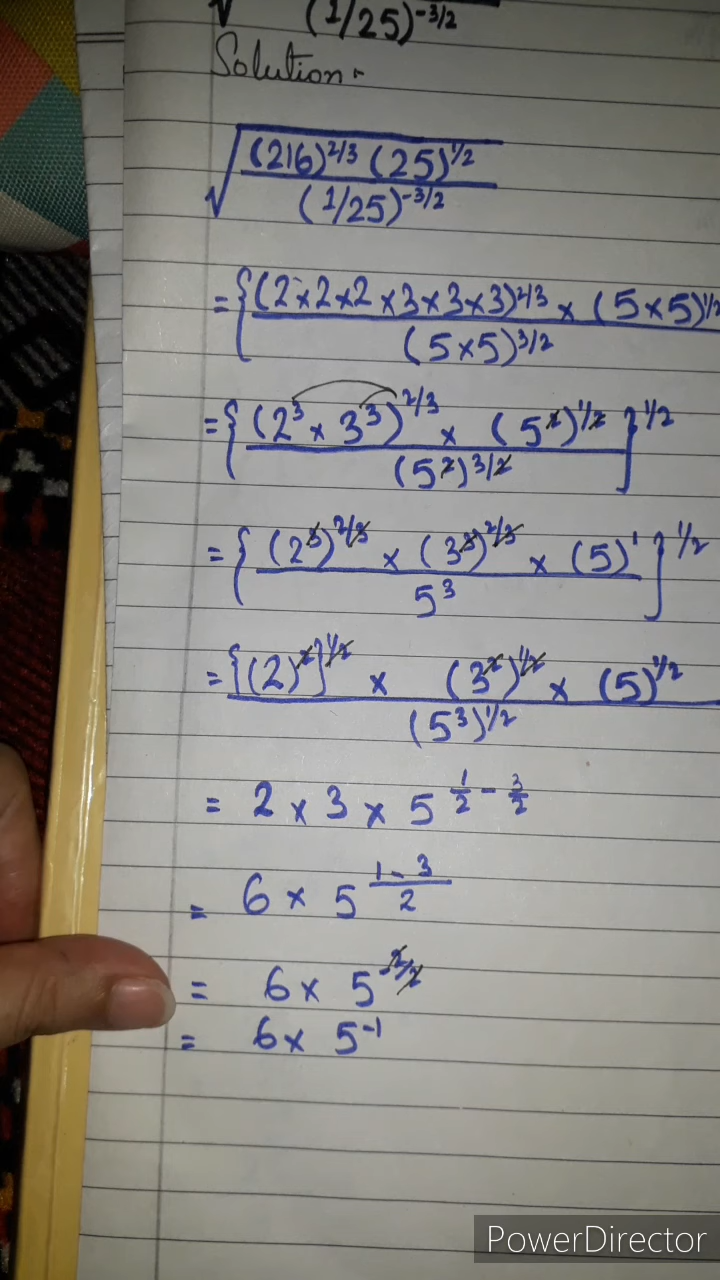 √ (1/25)^-3/2
Solution:-
√ (216)^2/3 (25)^1/2 / (1/25)^-3/2
= { (2×2×2×3×3×3)^2/3 × (5×5)^1/2 / (5×5)^3/2
= { (2^3 × 3^3)^2/3 × (5^2)^1/2 / (5^2)^3/2 }^1/2
= { (2^3)^2/3 × (3^3)^2/3 × (5)^1 / 5^3 }^1/2
= {(2)^2}^1/2 × (3^2)^1/2 × (5)^1/2 / (5^3)^1/2
= 2 × 3 × 5^1/2 - 3/2
= 6 × 5^1-3/2
= 6 × 5^-2/2
= 6 × 5^-1
PowerDirector